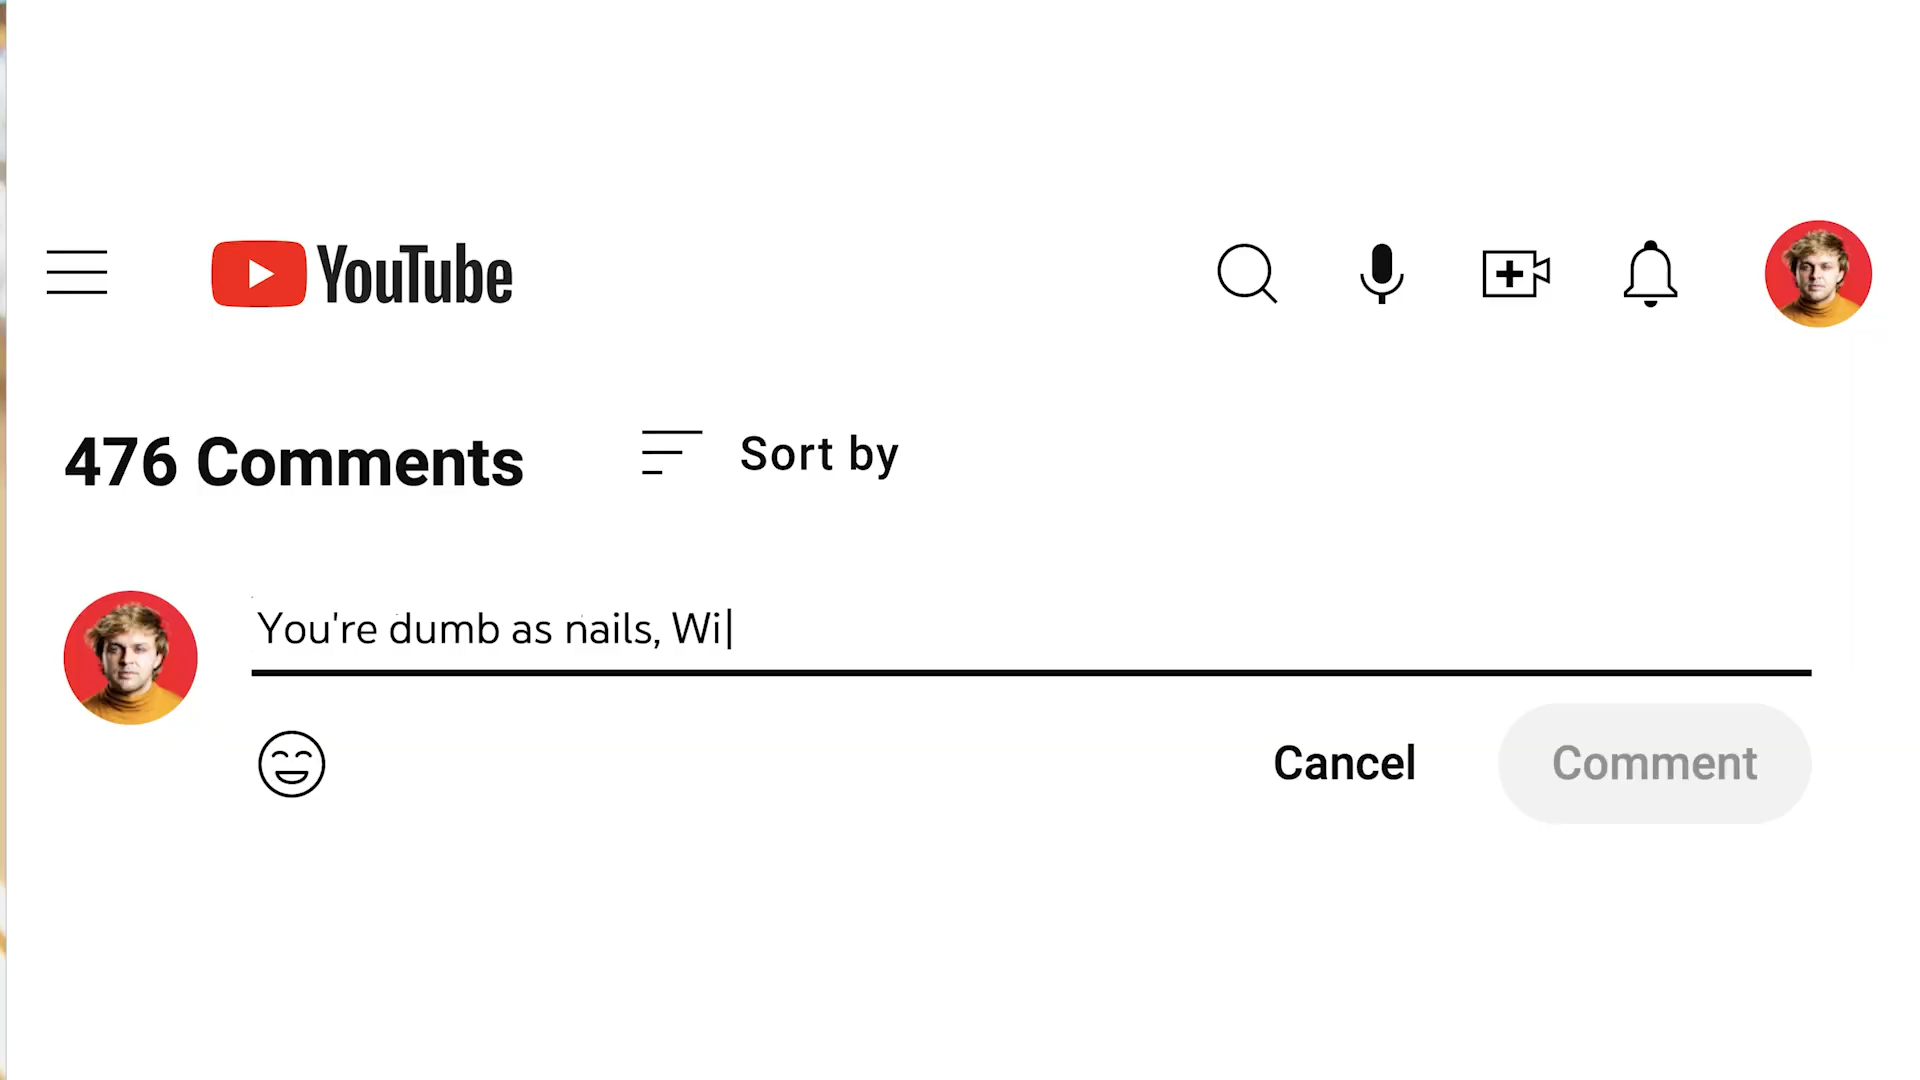 YouTube
476 Comments
Sort by
You're dumb as nails, Wi
Cancel
Comment